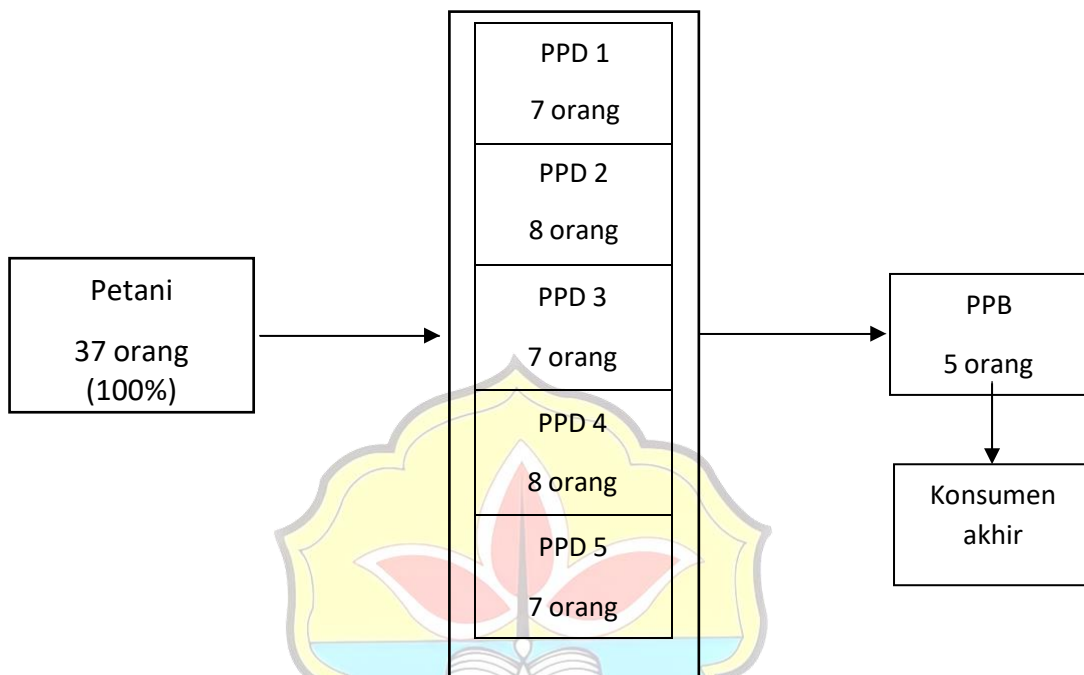 Petani
37 orang
(100%)
PPD 1
7 orang
PPD 2
8 orang
PPD 3
7 orang
PPD 4
8 orang
PPD 5
7 orang
PPB
5 orang
Konsumen
akhir